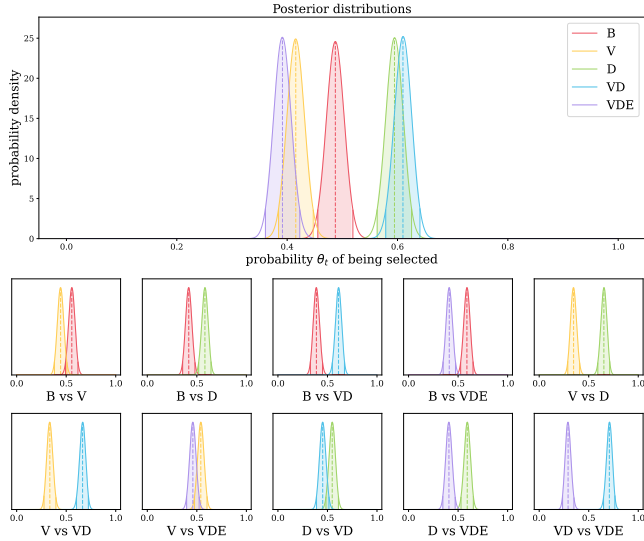 Posterior distributions
probability density
25
20
15
10
5
0
B
V
D
VD
VDE
0.0 0.2 0.4 0.6 0.8 1.0
probability θt of being selected
0.0 0.5 1.0 0.0 0.5 1.0 0.0 0.5 1.0 0.0 0.5 1.0 0.0 0.5 1.0
B vs V B vs D B vs VD B vs VDE V vs D
0.0 0.5 1.0 0.0 0.5 1.0 0.0 0.5 1.0 0.0 0.5 1.0 0.0 0.5 1.0
V vs VD V vs VDE D vs VD D vs VDE VD vs VDE